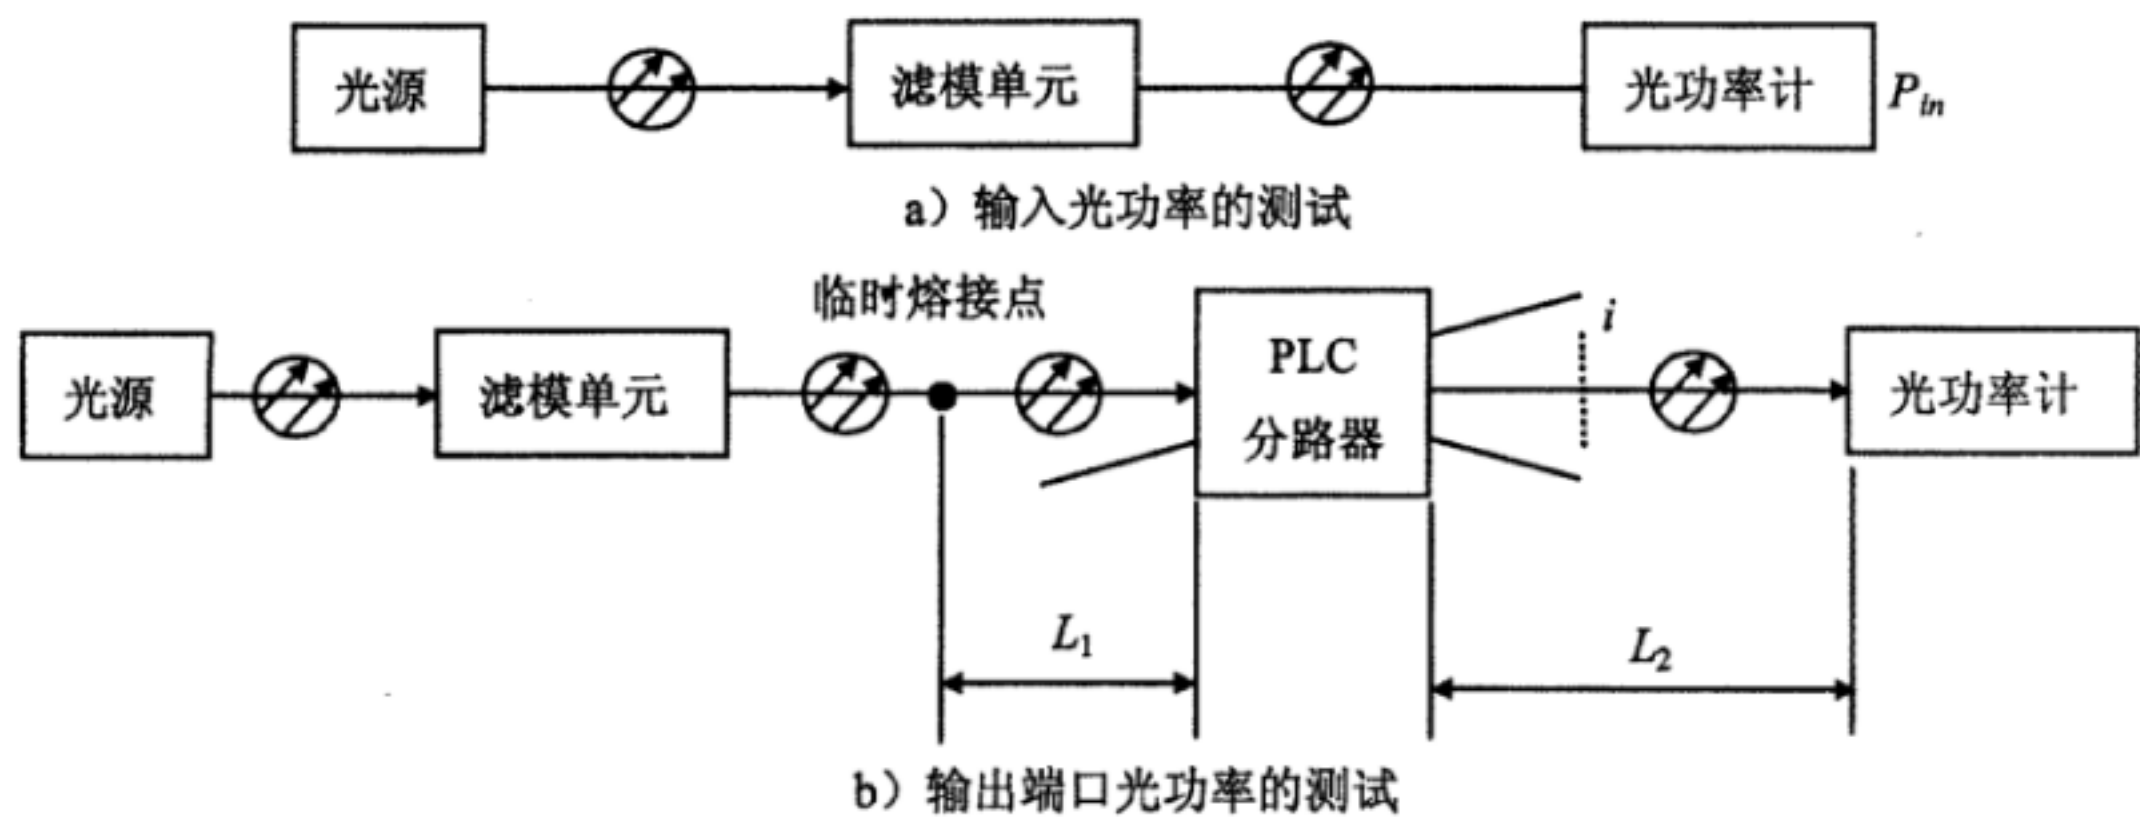 光源 滤模单元 光功率计 Pin
a）输入光功率的测试
临时熔接点
光源 滤模单元 PLC 分路器 i 光功率计
L1 L2
b）输出端口光功率的测试